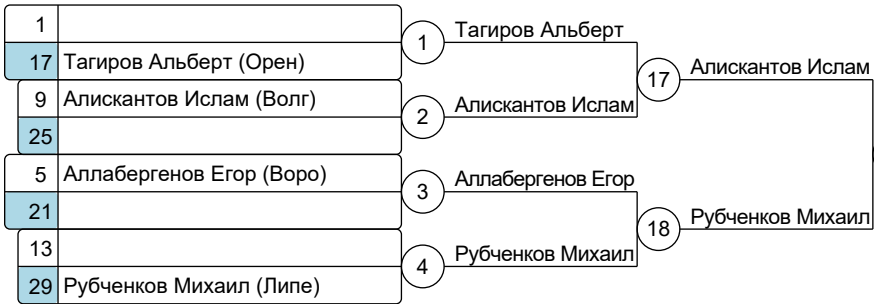 1
17 Тагиров Альберт (Орен)
9 Алискантов Ислам (Волг)
25
5 Аллабергенов Егор (Воро)
21
13
29 Рубченков Михаил (Липе)
1 Тагиров Альберт
2 Алискантов Ислам
3 Аллабергенов Егор
4 Рубченков Михаил
17 Алискантов Ислам
18 Рубченков Михаил